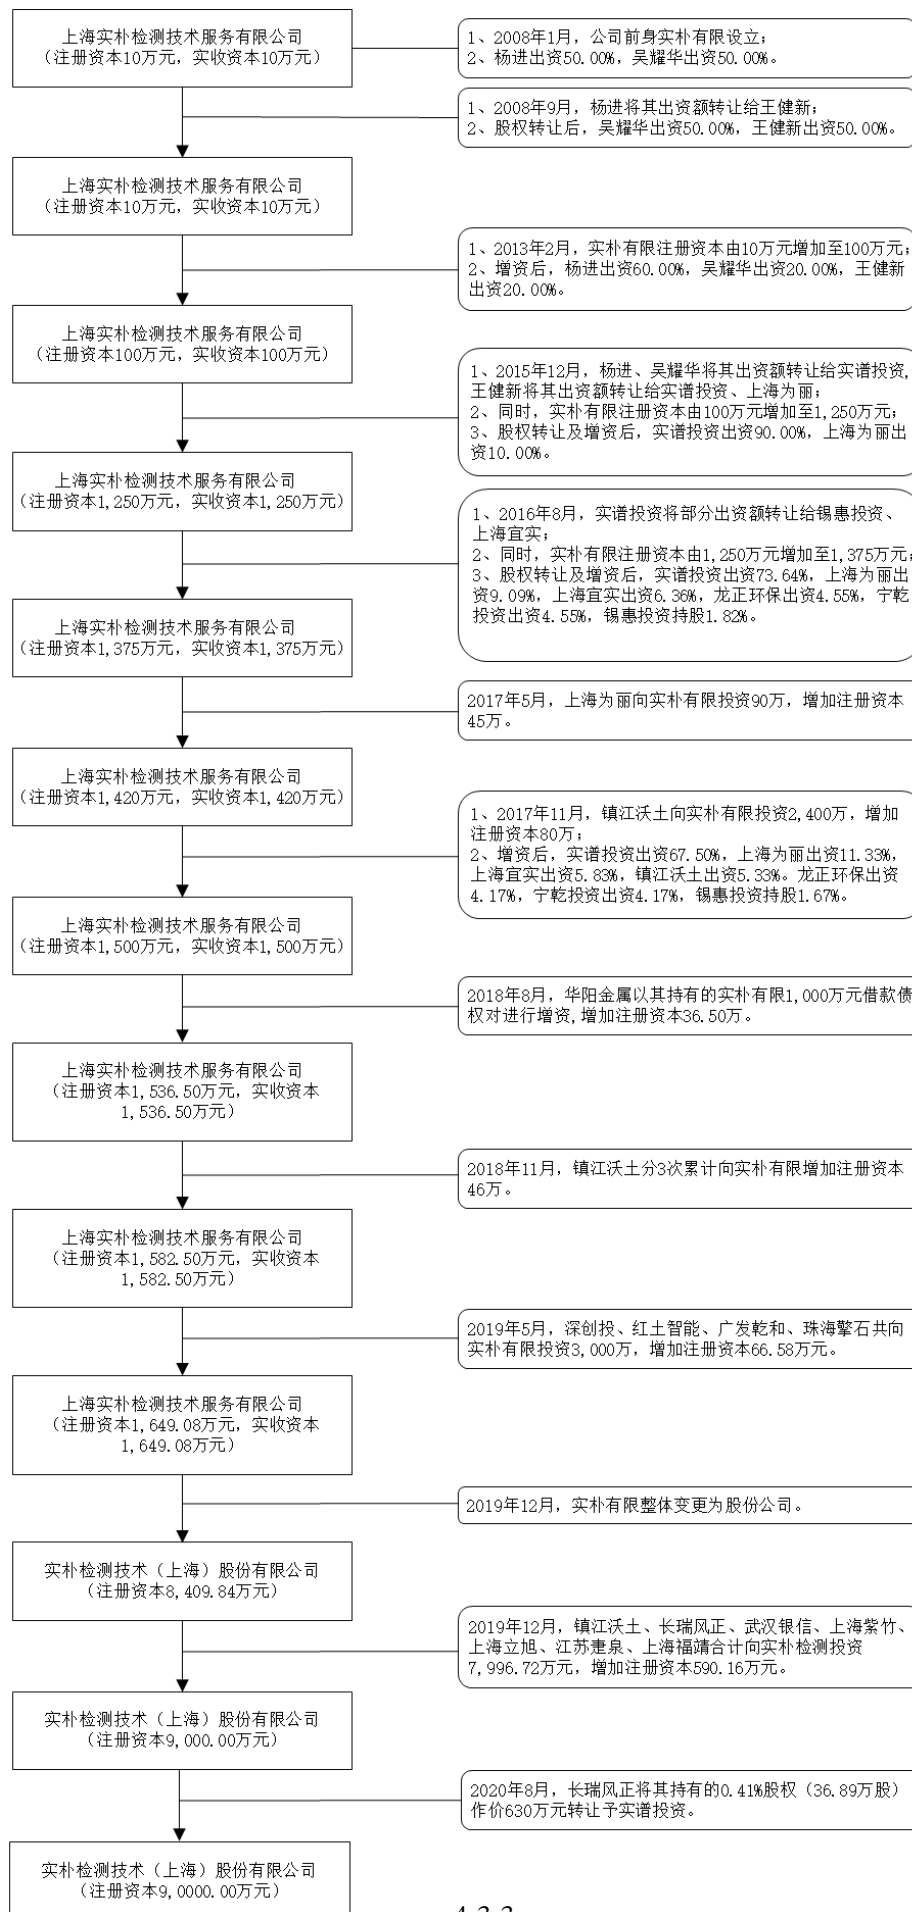 上海实朴检测技术服务有限公司
（注册资本10万元，实收资本10万元）
1、2008年1月，公司前身实朴有限设立；
2、杨进出资50.00%，吴耀华出资50.00%。
1、2008年9月，杨进将其出资额转让给王健新；
2、股权转让后，吴耀华出资50.00%，王健新出资50.00%。
上海实朴检测技术服务有限公司
（注册资本10万元，实收资本10万元）
1、2013年2月，实朴有限注册资本由10万元增加至100万元；
2、增资后，杨进出资60.00%，吴耀华出资20.00%，王健新
出资20.00%。
上海实朴检测技术服务有限公司
（注册资本100万元，实收资本100万元）
1、2015年12月，杨进、吴耀华将其出资额转让给实谱投资，
王健新将其出资额转让给实谱投资、上海为丽；
2、同时，实朴有限注册资本由100万元增加至1,250万元；
3、股权转让及增资后，实谱投资出资90.00%，上海为丽出
资10.00%。
上海实朴检测技术服务有限公司
（注册资本1,250万元，实收资本1,250万元）
1、2016年8月，实谱投资将部分出资额转让给锡惠投资、
上海宜实；
2、同时，实朴有限注册资本由1,250万元增加至1,375万元；
3、股权转让及增资后，实谱投资出资73.64%，上海为丽出
资9.09%，上海宜实出资6.36%，龙正环保出资4.55%，宁乾
投资出资4.55%，锡惠投资持股1.82%。
上海实朴检测技术服务有限公司
（注册资本1,375万元，实收资本1,375万元）
2017年5月，上海为丽向实朴有限投资90万，增加注册资本
45万。
上海实朴检测技术服务有限公司
（注册资本1,420万元，实收资本1,420万元）
1、2017年11月，镇江沃土向实朴有限投资2,400万，增加
注册资本80万；
2、增资后，实谱投资出资67.50%，上海为丽出资11.33%，
上海宜实出资5.83%，镇江沃土出资5.33%。龙正环保出资
4.17%，宁乾投资出资4.17%，锡惠投资持股1.67%。
上海实朴检测技术服务有限公司
（注册资本1,500万元，实收资本1,500万元）
2018年8月，华阳金属以其持有的实朴有限1,000万元借款债
权对进行增资,增加注册资本36.50万。
上海实朴检测技术服务有限公司
（注册资本1,536.50万元，实收资本
1,536.50万元）
2018年11月，镇江沃土分3次累计向实朴有限增加注册资本
46万。
上海实朴检测技术服务有限公司
（注册资本1,582.50万元，实收资本
1,582.50万元）
2019年5月，深创投、红土智能、广发乾和、珠海擎石共向
实朴有限投资3,000万，增加注册资本66.58万元。
上海实朴检测技术服务有限公司
（注册资本1,649.08万元，实收资本
1,649.08万元）
2019年12月，实朴有限整体变更为股份公司。
实朴检测技术（上海）股份有限公司
（注册资本8,409.84万元）
2019年12月，镇江沃土、长瑞风正、武汉银信、上海紫竹、
上海立旭、江苏疌泉、上海福靖合计向实朴检测投资
7,996.72万元，增加注册资本590.16万元。
实朴检测技术（上海）股份有限公司
（注册资本9,000.00万元）
2020年8月，长瑞风正将其持有的0.41%股权（36.89万股）
作价630万元转让予实谱投资。
实朴检测技术（上海）股份有限公司
（注册资本9,0000.00万元）